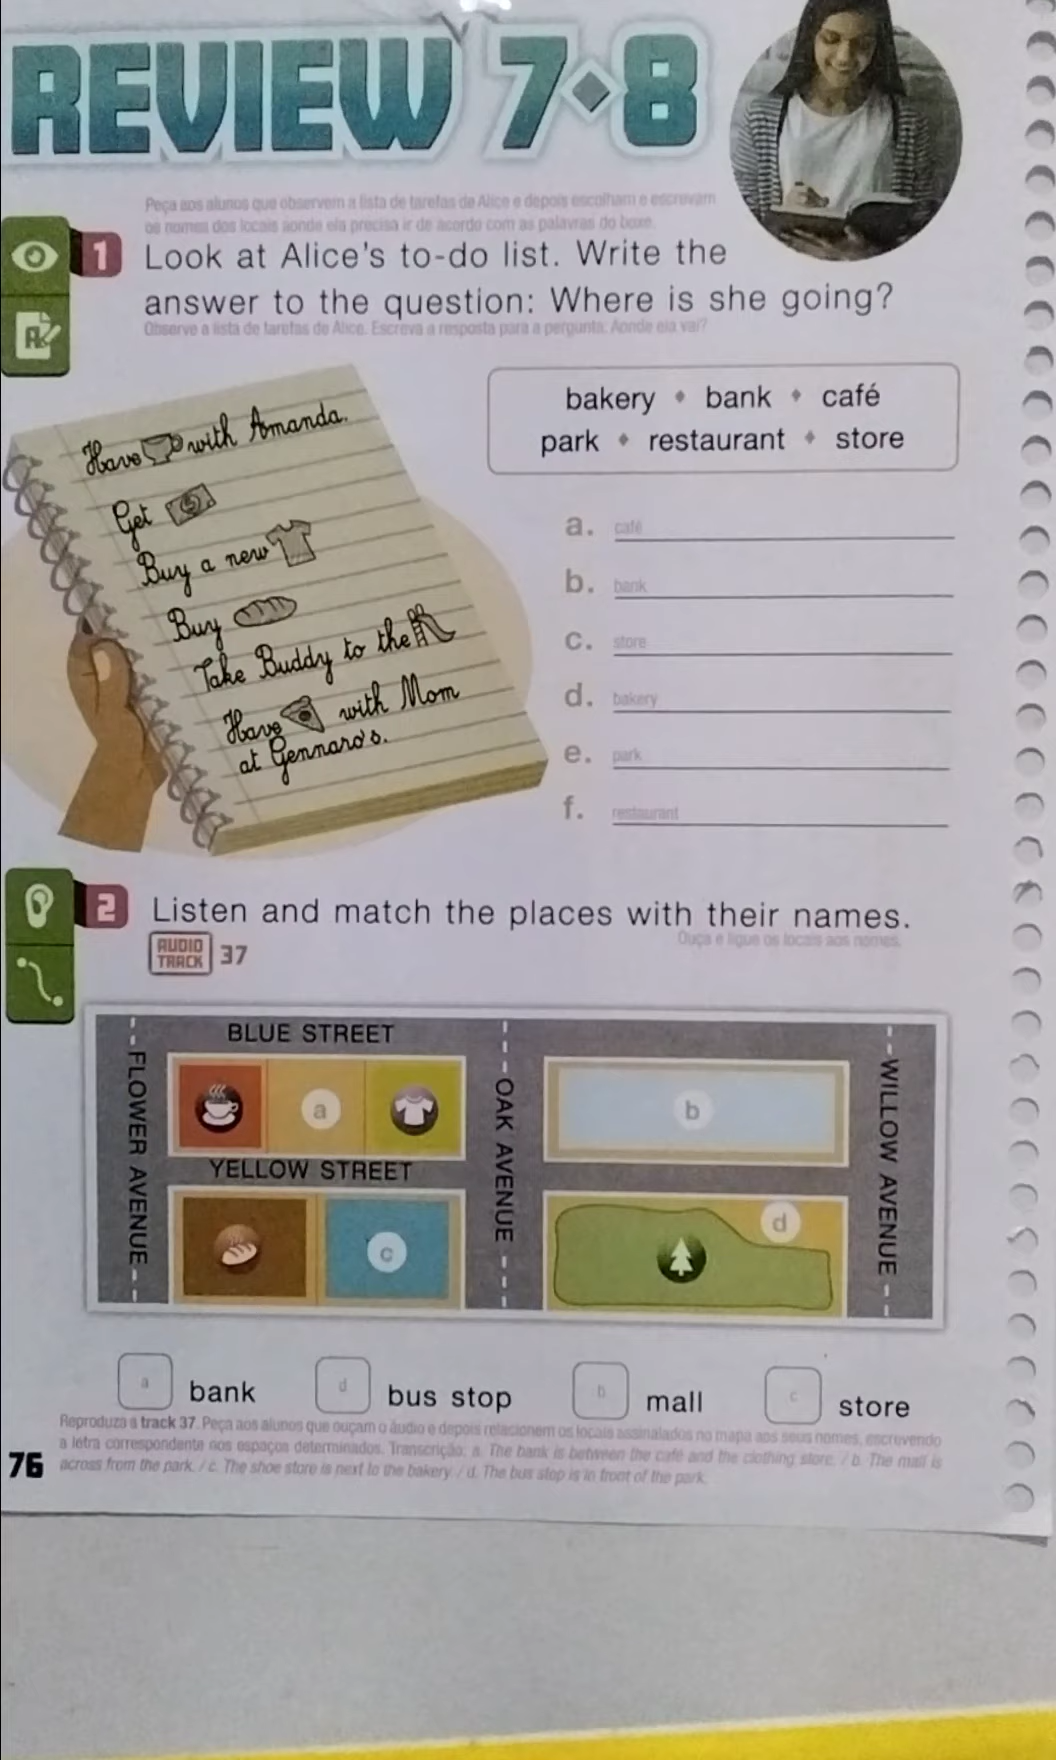 REVIEW 7 8
Peça aos alunos que observem a lista de tarefas de Alice e depois escolham e escrevam
os nomes dos locais aonde ela precisa ir de acordo com as palavras do boxe.
1 Look at Alice's to-do list. Write the
answer to the question: Where is she going?
Observe a lista de tarefas de Alice. Escreva a resposta para a pergunta: Aonde ela vai?
Have with Amanda.
Get
Buy a new
Buy
Take Buddy to the
Have with Mom
at Gennaro's.
bakery • bank • café
park • restaurant • store
a. café
b. bank
c. store
d. bakery
e. park
f. restaurant
2 Listen and match the places with their names.
Ouça e ligue os locais aos nomes.
AUDIO
TRACK 37
BLUE STREET
FLOWER AVENUE
a
OAK AVENUE
b
WILLOW AVENUE
YELLOW STREET
c
d
a bank d bus stop b mall c store
Reproduza a track 37. Peça aos alunos que ouçam o áudio e depois relacionem os locais assinalados no mapa aos seus nomes, escrevendo
a letra correspondente nos espaços determinados. Transcrição: a. The bank is between the café and the clothing store. / b. The mall is
across from the park. / c. The shoe store is next to the bakery. / d. The bus stop is in front of the park.
76